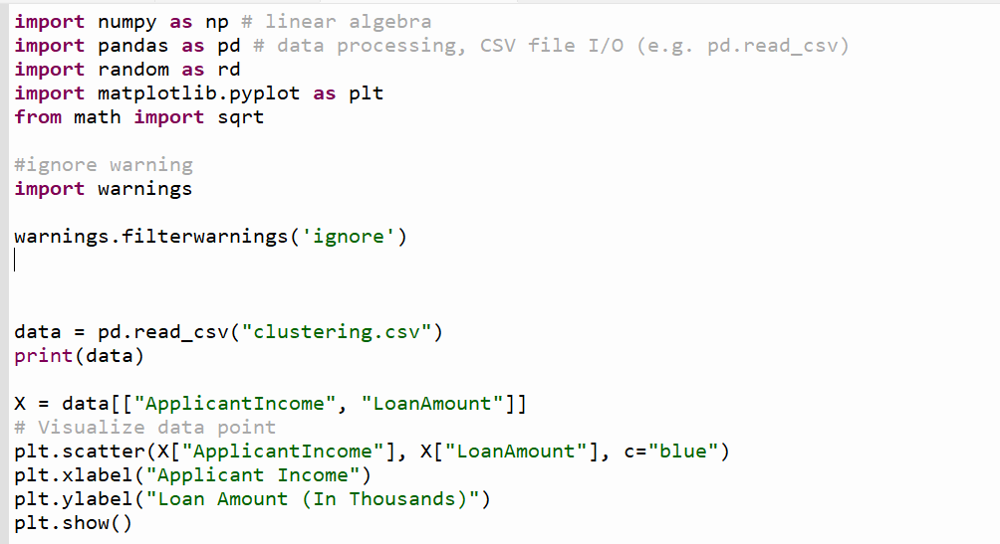 import numpy as np # linear algebra
import pandas as pd # data processing, CSV file I/O (e.g. pd.read_csv)
import random as rd
import matplotlib.pyplot as plt
from math import sqrt
#ignore warning
import warnings
warnings.filterwarnings('ignore')
data = pd.read_csv("clustering.csv")
print(data)
X = data[["ApplicantIncome", "LoanAmount"]]
# Visualize data point
plt.scatter(X["ApplicantIncome"], X["LoanAmount"], c="blue")
plt.xlabel("Applicant Income")
plt.ylabel("Loan Amount (In Thousands)")
plt.show()